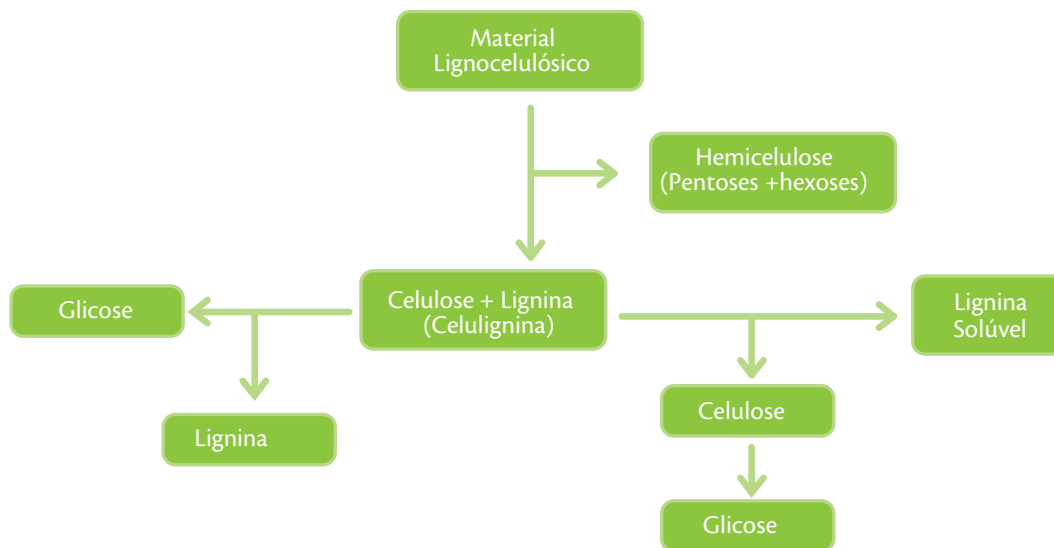 Material
Lignocelulósico
Hemicelulose
(Pentoses +hexoses)
Glicose
Celulose + Lignina
(Celulignina)
Lignina
Solúvel
Celulose
Lignina
Glicose